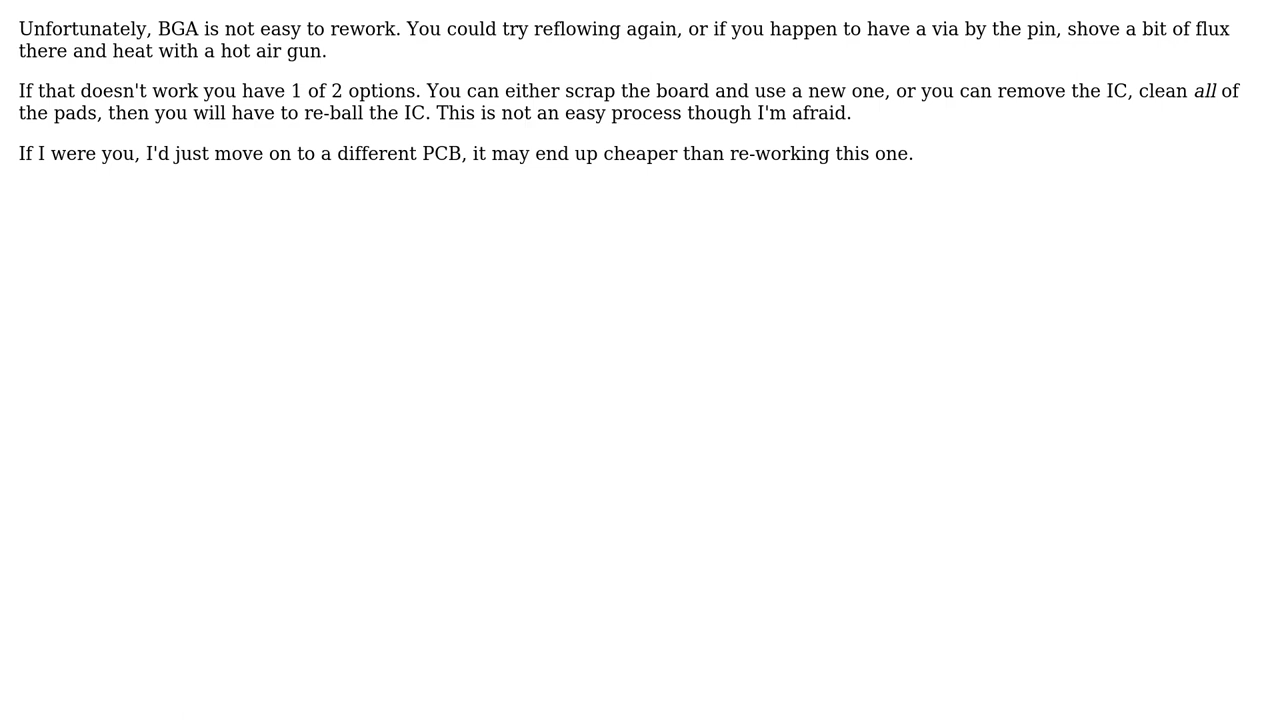 Unfortunately, BGA is not easy to rework. You could try reflowing again, or if you happen to have a via by the pin, shove a bit of flux
there and heat with a hot air gun.
If that doesn't work you have 1 of 2 options. You can either scrap the board and use a new one, or you can remove the IC, clean all of
the pads, then you will have to re-ball the IC. This is not an easy process though I'm afraid.
If I were you, I'd just move on to a different PCB, it may end up cheaper than re-working this one.